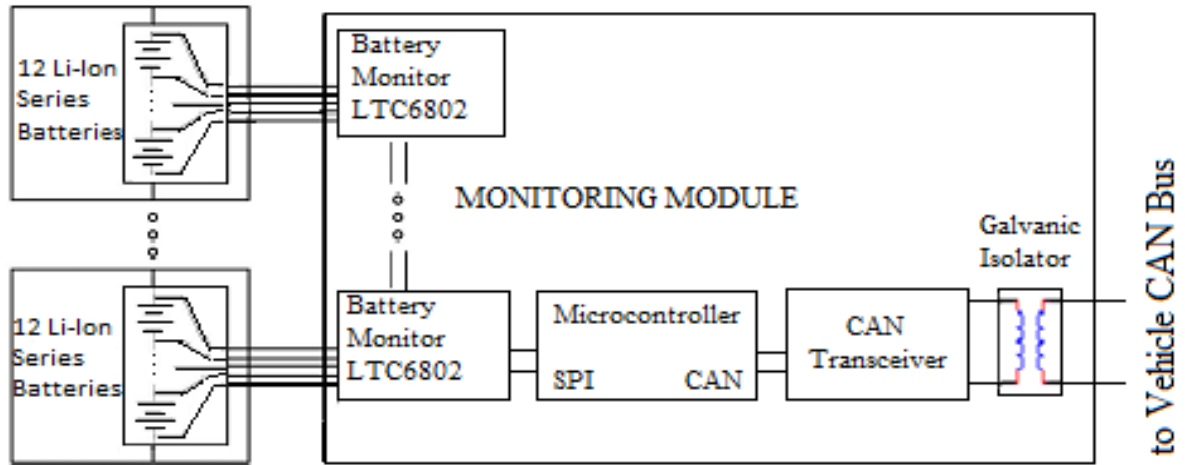 12 Li-Ion
Series
Batteries
Battery
Monitor
LTC6802
MONITORING MODULE
Galvanic
Isolator
12 Li-Ion
Series
Batteries
Battery
Monitor
LTC6802
Microcontroller
SPI CAN
CAN
Transceiver
to Vehicle CAN Bus